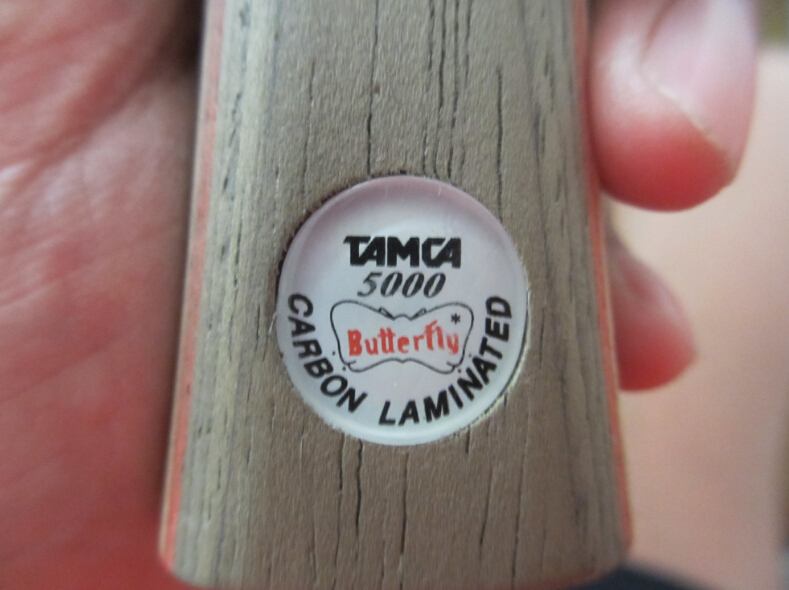 TAMCA
5000
Butterfly*
CARBON LAMINATED